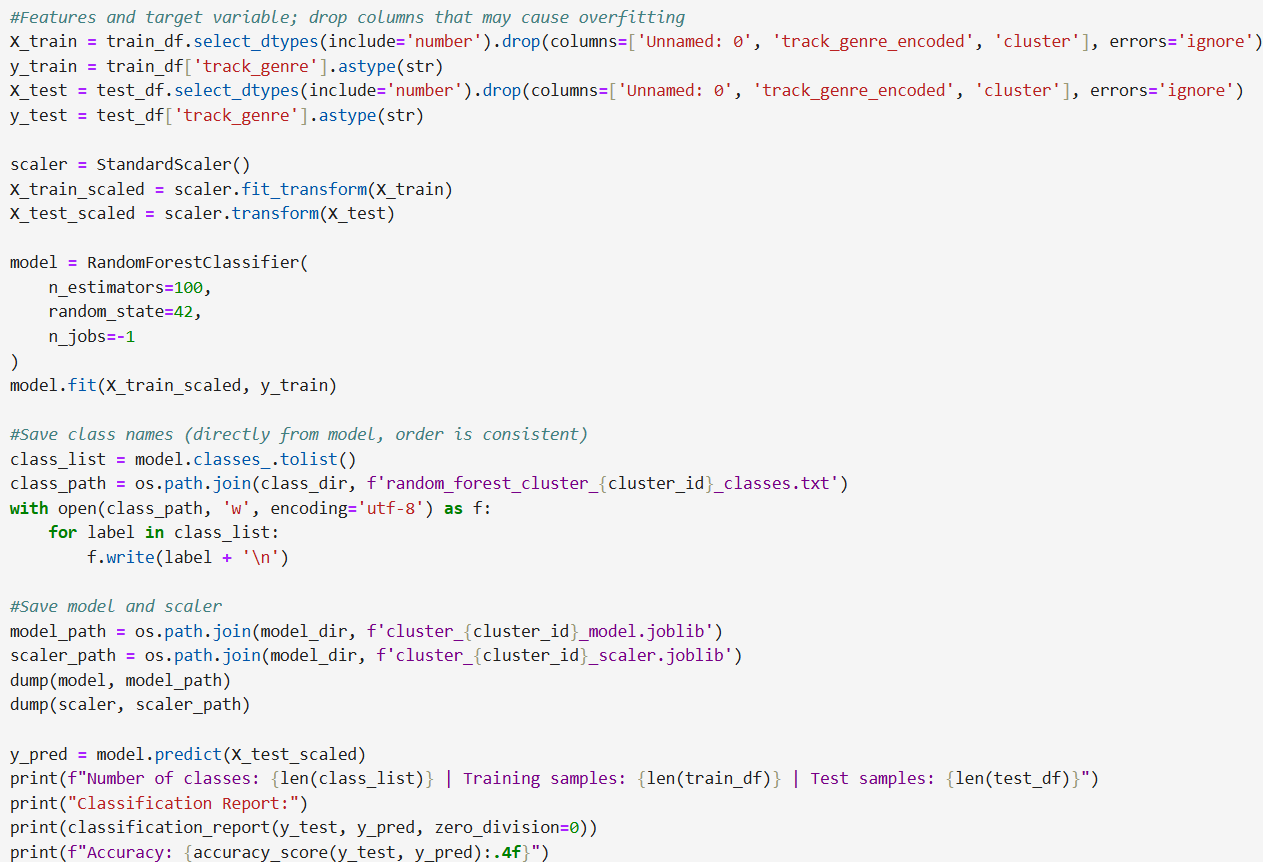 #Features and target variable; drop columns that may cause overfitting
X_train = train_df.select_dtypes(include='number').drop(columns=['Unnamed: 0', 'track_genre_encoded', 'cluster'], errors='ignore')
y_train = train_df['track_genre'].astype(str)
X_test = test_df.select_dtypes(include='number').drop(columns=['Unnamed: 0', 'track_genre_encoded', 'cluster'], errors='ignore')
y_test = test_df['track_genre'].astype(str)

scaler = StandardScaler()
X_train_scaled = scaler.fit_transform(X_train)
X_test_scaled = scaler.transform(X_test)

model = RandomForestClassifier(
    n_estimators=100,
    random_state=42,
    n_jobs=-1
)
model.fit(X_train_scaled, y_train)

#Save class names (directly from model, order is consistent)
class_list = model.classes_.tolist()
class_path = os.path.join(class_dir, f'random_forest_cluster_{cluster_id}_classes.txt')
with open(class_path, 'w', encoding='utf-8') as f:
    for label in class_list:
        f.write(label + '\n')

#Save model and scaler
model_path = os.path.join(model_dir, f'cluster_{cluster_id}_model.joblib')
scaler_path = os.path.join(model_dir, f'cluster_{cluster_id}_scaler.joblib')
dump(model, model_path)
dump(scaler, scaler_path)

y_pred = model.predict(X_test_scaled)
print(f"Number of classes: {len(class_list)} | Training samples: {len(train_df)} | Test samples: {len(test_df)}")
print("Classification Report:")
print(classification_report(y_test, y_pred, zero_division=0))
print(f"Accuracy: {accuracy_score(y_test, y_pred):.4f}")